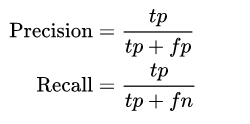 Precision = tp / (tp + fp)
Recall = tp / (tp + fn)